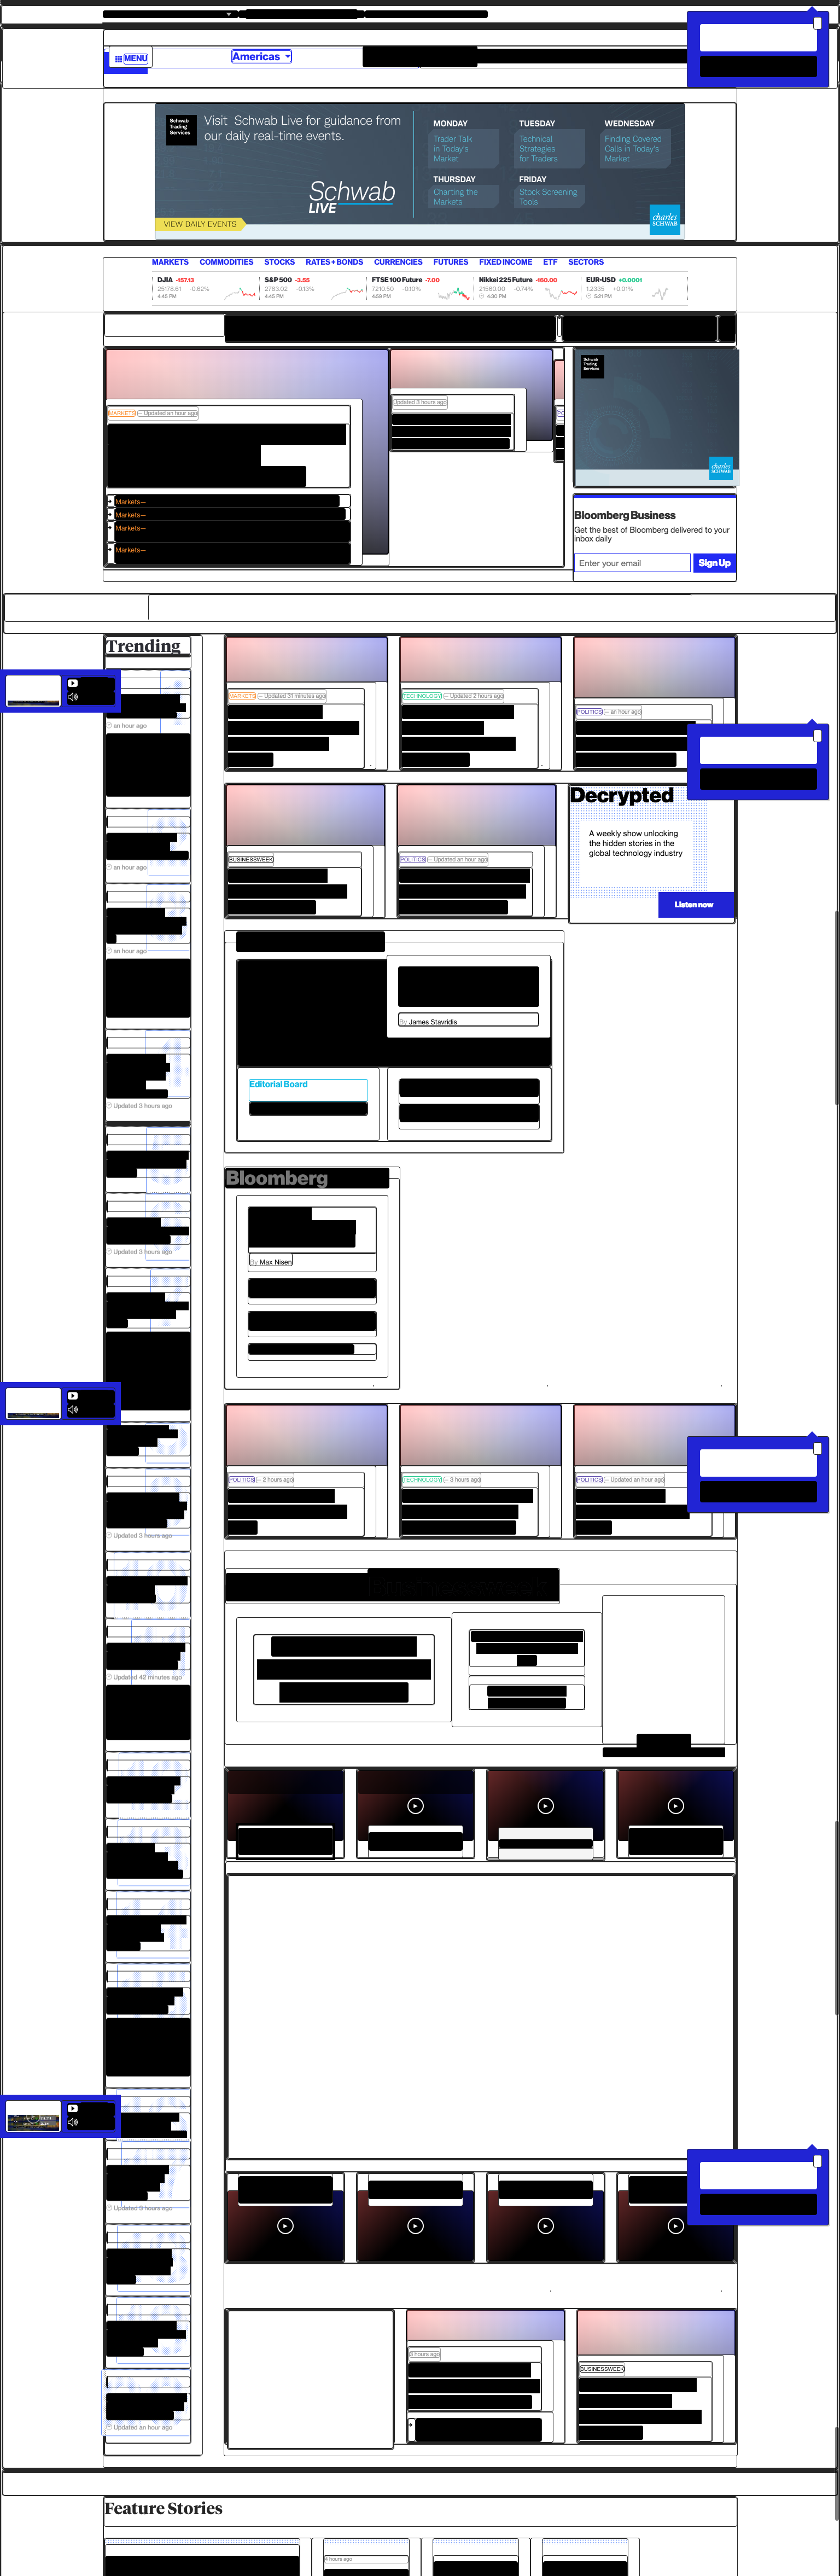 MENU
Americas
Schwab
Trading
Services
Visit Schwab Live for guidance from
our daily real-time events.
Schwab
LIVE
VIEW DAILY EVENTS
MONDAY
Trader Talk
in Today's
Market
TUESDAY
Technical
Strategies
for Traders
WEDNESDAY
Finding Covered
Calls in Today's
Market
THURSDAY
Charting the
Markets
FRIDAY
Stock Screening
Tools
charles
SCHWAB
MARKETS COMMODITIES STOCKS RATES + BONDS CURRENCIES FUTURES FIXED INCOME ETF SECTORS
DJIA -157.13
25178.61 -0.62%
4:45 PM
S&P 500 -3.55
2783.02 -0.13%
4:45 PM
FTSE 100 Future -7.00
7210.50 -0.10%
4:59 PM
Nikkei 225 Future -160.00
21560.00 -0.74%
4:30 PM
EUR-USD +0.0001
1.2335 +0.01%
5:21 PM
MARKETS — Updated an hour ago
Markets—
Markets—
Markets—
Markets—
Updated 3 hours ago
Schwab
Trading
Services
charles
SCHWAB
Bloomberg Business
Get the best of Bloomberg delivered to your
inbox daily
Enter your email
Sign Up
Trending
an hour ago
an hour ago
an hour ago
Updated 3 hours ago
Updated 3 hours ago
Updated 3 hours ago
Updated 42 minutes ago
Updated 3 hours ago
Updated an hour ago
MARKETS — Updated 31 minutes ago
TECHNOLOGY — Updated 2 hours ago
POLITICS — an hour ago
BUSINESSWEEK
POLITICS — Updated an hour ago
Decrypted
A weekly show unlocking
the hidden stories in the
global technology industry
Listen now
By James Stavridis
Editorial Board
Bloomberg
By Max Nisen
POLITICS — 2 hours ago
TECHNOLOGY — 3 hours ago
POLITICS — Updated an hour ago
3 hours ago
BUSINESSWEEK
Feature Stories
4 hours ago